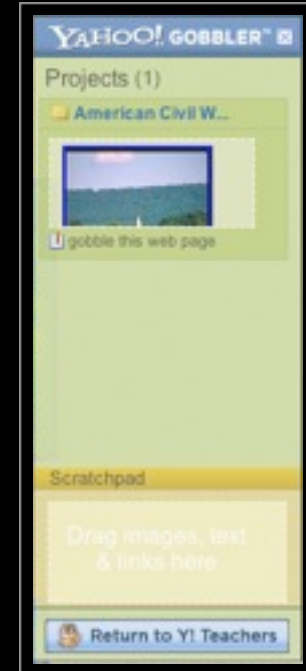 YAHOO! GOBBLER™
Projects (1)
American Civil W...
gobble this web page
Scratchpad
Drag images, text
& links here
Return to Y! Teachers